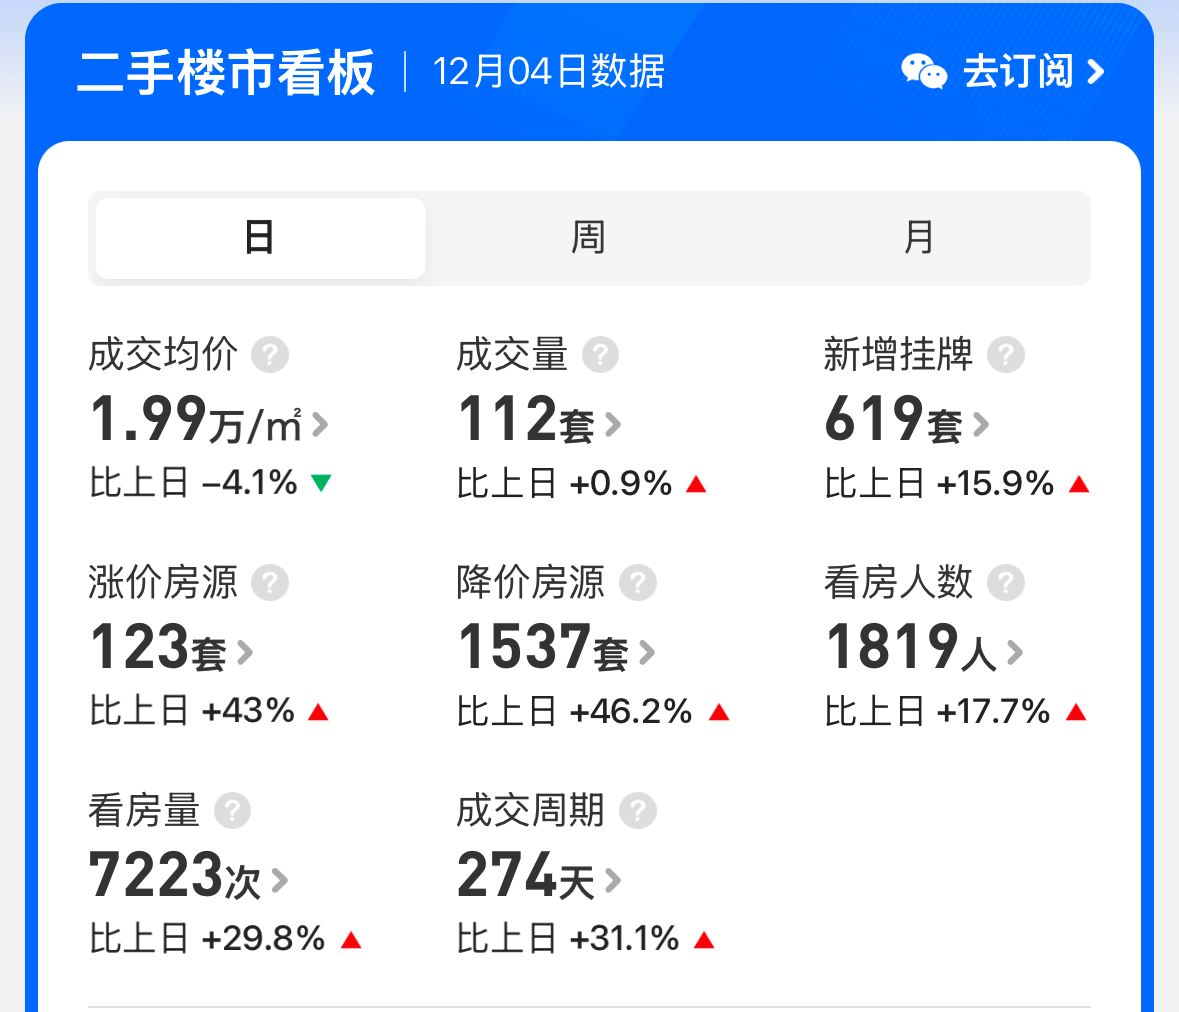 二手楼市看板 | 12月04日数据 去订阅
日 周 月
成交均价 ? 成交量 ? 新增挂牌 ?
1.99万/㎡ 112套 619套
比上日 -4.1% ▼ 比上日 +0.9% ▲ 比上日 +15.9% ▲
涨价房源 ? 降价房源 ? 看房人数 ?
123套 1537套 1819人
比上日 +43% ▲ 比上日 +46.2% ▲ 比上日 +17.7% ▲
看房量 ? 成交周期 ?
7223次 274天
比上日 +29.8% ▲ 比上日 +31.1% ▲